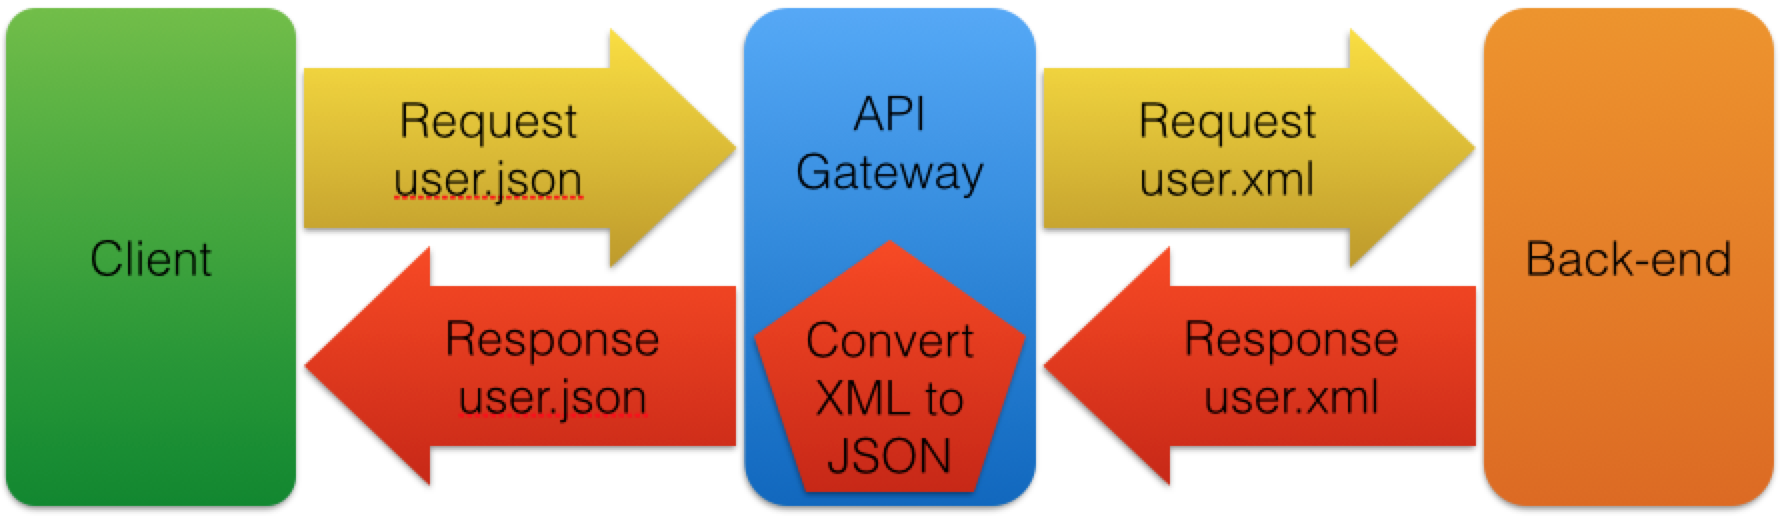 Client
Request
user.json
Response
user.json
API
Gateway
Convert
XML to
JSON
Request
user.xml
Response
user.xml
Back-end